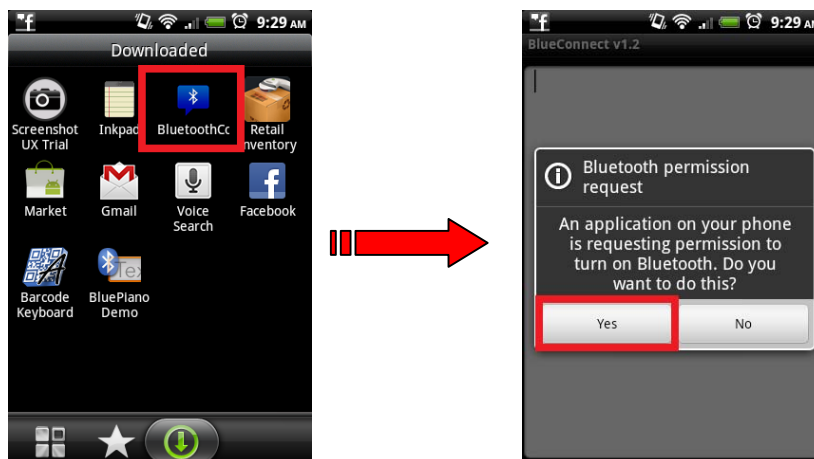 9:29 AM
Downloaded
Screenshot
UX Trial
Inkpad
BluetoothCo
Retail
Inventory
Market
Gmail
Voice
Search
Facebook
Barcode
Keyboard
Tex
BluePiano
Demo
9:29 AM
BlueConnect v1.2
Bluetooth permission
request
An application on your phone
is requesting permission to
turn on Bluetooth. Do you
want to do this?
Yes
No